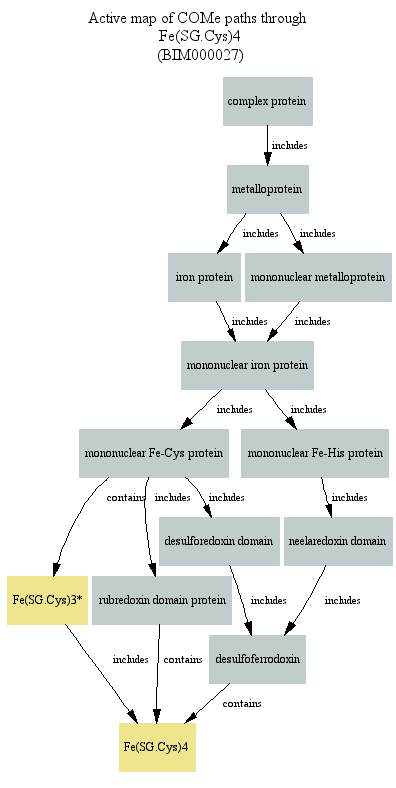 Active map of COMe paths through
Fe(SG.Cys)4
(BIM000027)
complex protein
includes
metalloprotein
includes
includes
iron protein
mononuclear metalloprotein
includes
includes
mononuclear iron protein
includes
includes
mononuclear Fe-Cys protein
mononuclear Fe-His protein
contains
includes
includes
includes
desulforedoxin domain
neelaredoxin domain
Fe(SG.Cys)3*
rubredoxin domain protein
includes
includes
desulfoferrodoxin
includes
contains
contains
Fe(SG.Cys)4